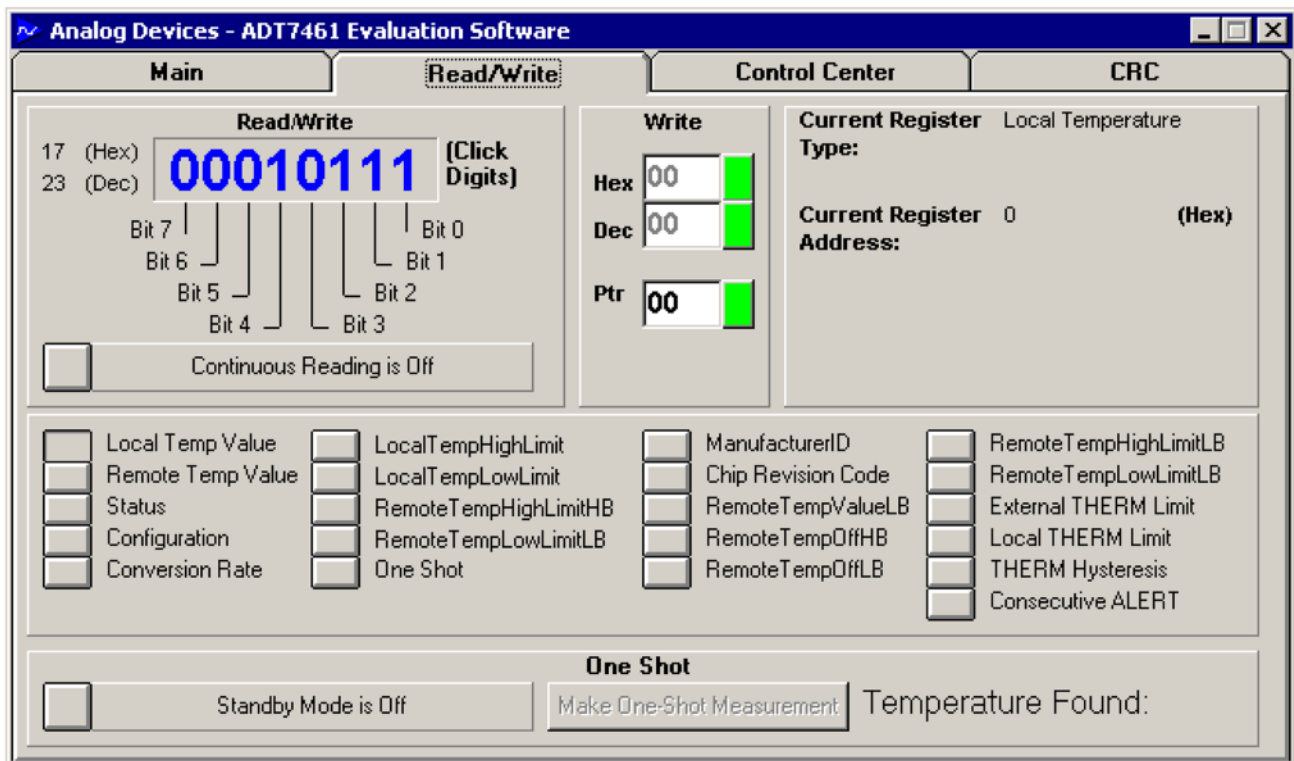 Analog Devices - ADT7461 Evaluation Software
Main
Read/Write
Control Center
CRC
Read/Write
17 (Hex)
23 (Dec)
00010111
(Click
Digits)
Bit 7
Bit 0
Bit 6
Bit 1
Bit 5
Bit 2
Bit 4
Bit 3
Continuous Reading is Off
Write
Hex 00
Dec 00
Ptr 00
Current Register Type: Local Temperature
Current Register Address: 0 (Hex)
Local Temp Value
Remote Temp Value
Status
Configuration
Conversion Rate
LocalTempHighLimit
LocalTempLowLimit
RemoteTempHighLimitHB
RemoteTempLowLimitLB
One Shot
ManufacturerID
Chip Revision Code
RemoteTempValueLB
RemoteTempOffHB
RemoteTempOffLB
RemoteTempHighLimitLB
RemoteTempLowLimitLB
External THERM Limit
Local THERM Limit
THERM Hysteresis
Consecutive ALERT
One Shot
Standby Mode is Off
Make One-Shot Measurement
Temperature Found: